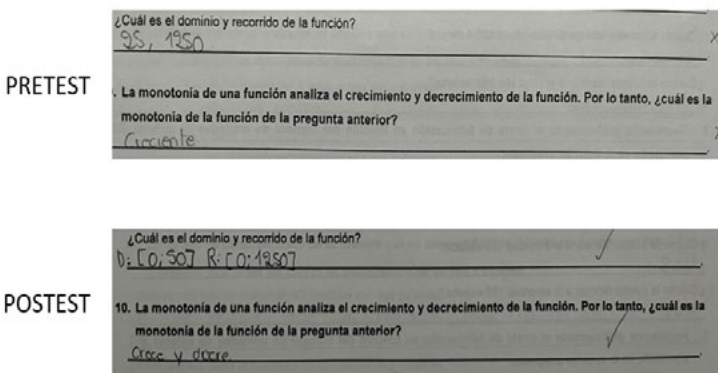 ¿Cuál es el dominio y recorrido de la función?
25, 1250
PRETEST
. La monotonía de una función analiza el crecimiento y decrecimiento de la función. Por lo tanto, ¿cuál es la
monotonía de la función de la pregunta anterior?
Creciente
¿Cuál es el dominio y recorrido de la función?
D: [0; 50] R: [0; 1250]
POSTEST
10. La monotonía de una función analiza el crecimiento y decrecimiento de la función. Por lo tanto, ¿cuál es la
monotonía de la función de la pregunta anterior?
Crece y decre.